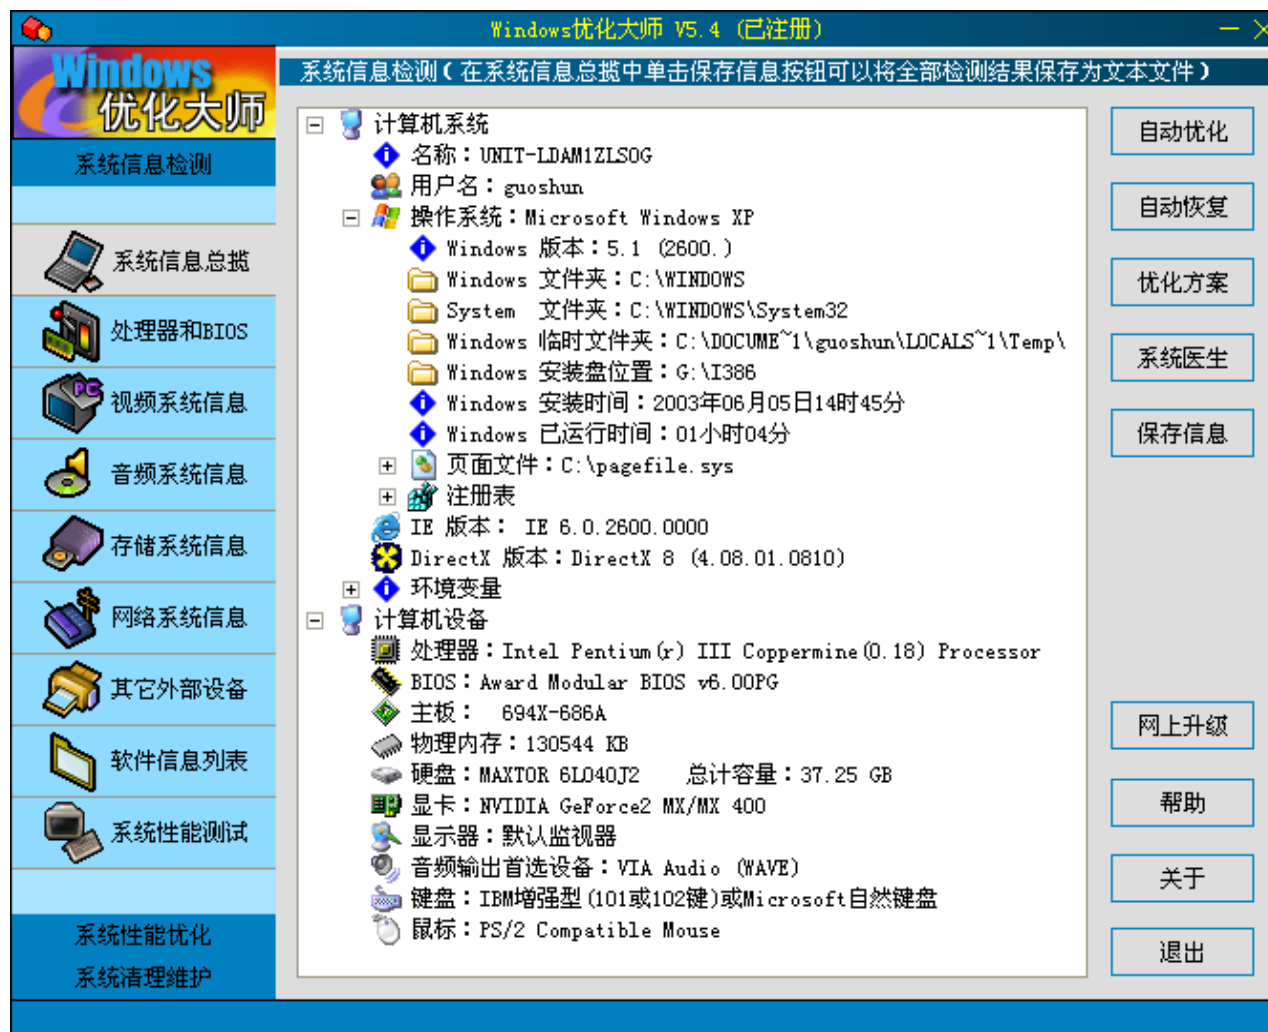 Windows优化大师 V5.4 (已注册)
Windows
优化大师
系统信息检测(在系统信息总揽中单击保存信息按钮可以将全部检测结果保存为文本文件)
系统信息检测
系统信息总揽
处理器和BIOS
视频系统信息
音频系统信息
存储系统信息
网络系统信息
其它外部设备
软件信息列表
系统性能测试
系统性能优化
系统清理维护
计算机系统
名称:UNIT-LDAM1ZLSOG
用户名:guoshun
操作系统:Microsoft Windows XP
Windows 版本:5.1 (2600.)
Windows 文件夹:C:\WINDOWS
System 文件夹:C:\WINDOWS\System32
Windows 临时文件夹:C:\DOCUME~1\guoshun\LOCALS~1\Temp\
Windows 安装盘位置:G:\I386
Windows 安装时间:2003年06月05日14时45分
Windows 已运行时间:01小时04分
页面文件:C:\pagefile.sys
注册表
IE 版本: IE 6.0.2600.0000
DirectX 版本:DirectX 8 (4.08.01.0810)
环境变量
计算机设备
处理器:Intel Pentium(r) III Coppermine(0.18) Processor
BIOS:Award Modular BIOS v6.00PG
主板: 694X-686A
物理内存:130544 KB
硬盘:MAXTOR 6L040J2 总计容量:37.25 GB
显卡:NVIDIA GeForce2 MX/MX 400
显示器:默认监视器
音频输出首选设备:VIA Audio (WAVE)
键盘:IBM增强型(101或102键)或Microsoft自然键盘
鼠标:PS/2 Compatible Mouse
自动优化
自动恢复
优化方案
系统医生
保存信息
网上升级
帮助
关于
退出